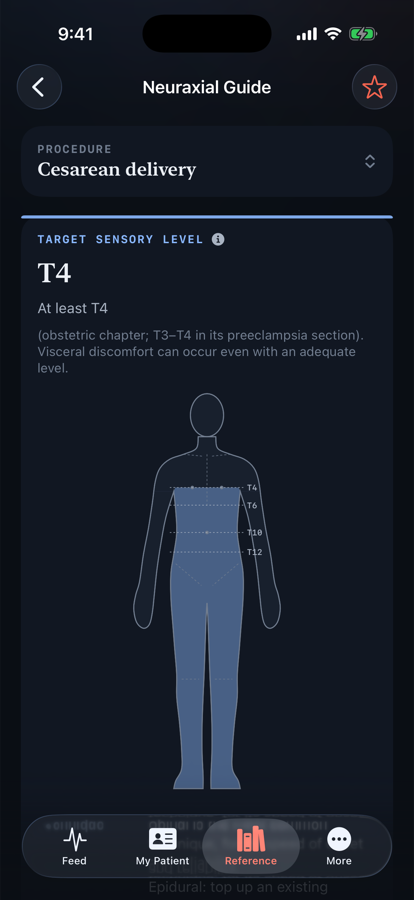 9:41
Neuraxial Guide
PROCEDURE
Cesarean delivery
TARGET SENSORY LEVEL
T4
At least T4
(obstetric chapter; T3–T4 in its preeclampsia section).
Visceral discomfort can occur even with an adequate
level.
T4
T6
T10
T12
Feed
My Patient
Reference
More
Epidural: top up an existing